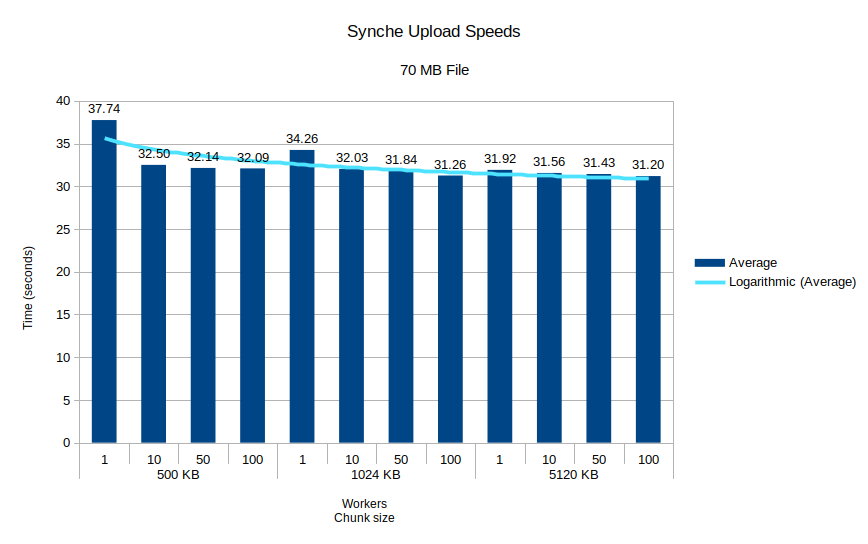 Synche Upload Speeds
70 MB File
40
35
30
25
20
15
10
5
0
Time (seconds)
37.74
32.50
32.14
32.09
34.26
32.03
31.84
31.26
31.92
31.56
31.43
31.20
1 10 50 100 1 10 50 100 1 10 50 100
500 KB 1024 KB 5120 KB
Workers
Chunk size
Average
Logarithmic (Average)